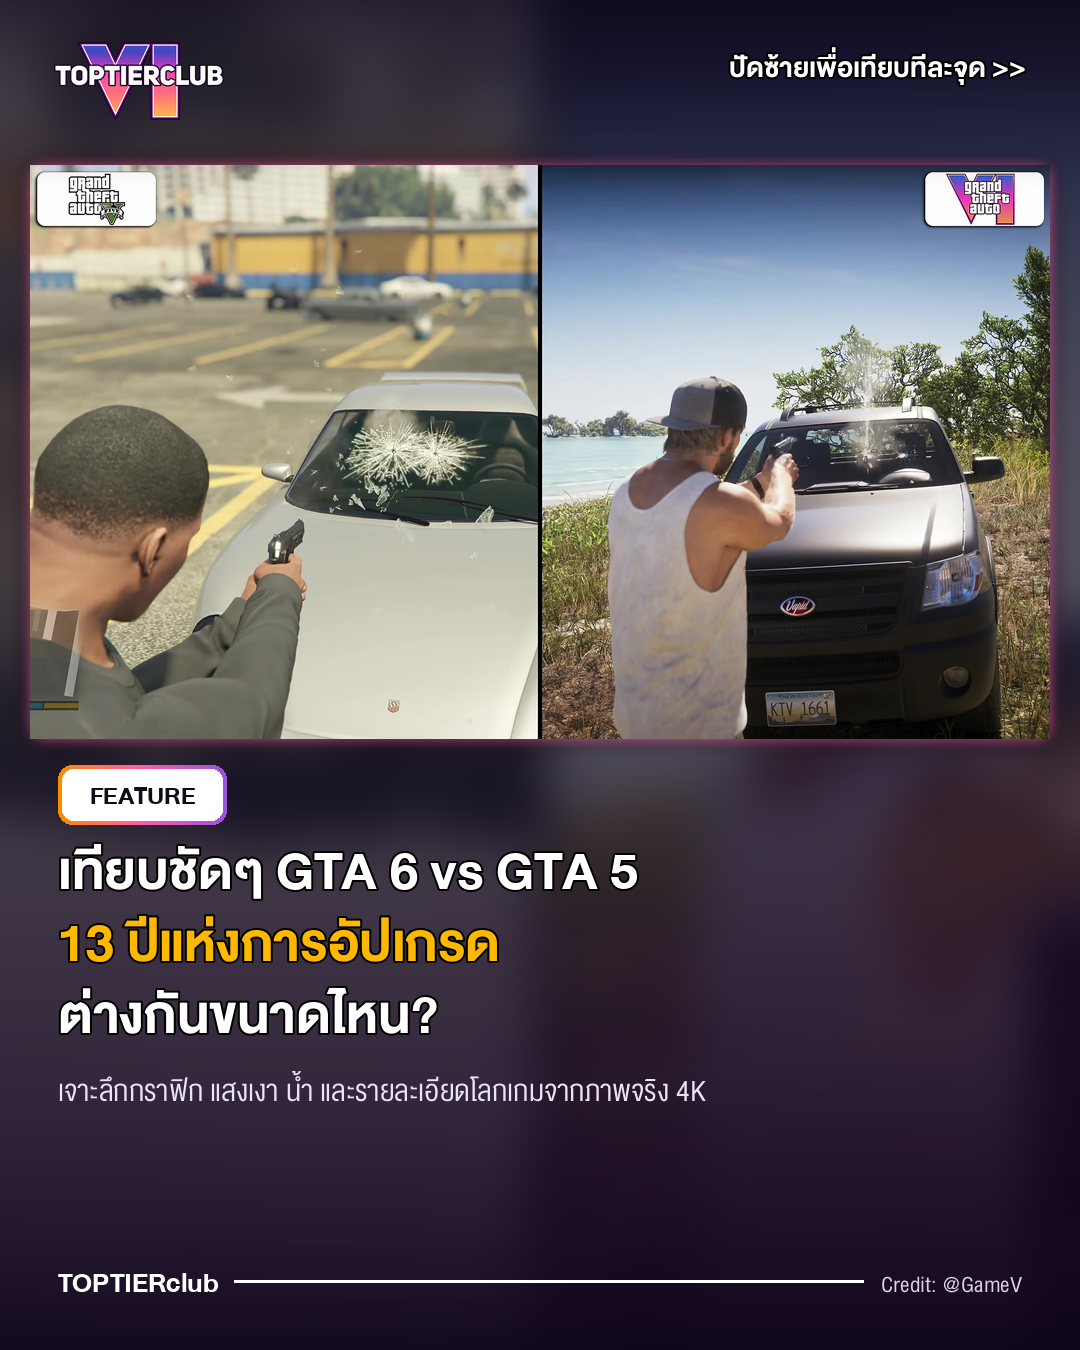 VI
TOPTIERCLUB
ปัดซ้ายเพื่อเทียบทีละจุด >>
grand
theft
auto
V
VI
grand
theft
auto
Vapid
KTV 1661
FEATURE
เทียบชัดๆ GTA 6 vs GTA 5
13 ปีแห่งการอัปเกรด
ต่างกันขนาดไหน?
เจาะลึกกราฟิก แสงเงา น้ำ และรายละเอียดโลกเกมจากภาพจริง 4K
TOPTIERclub
Credit: @GameV